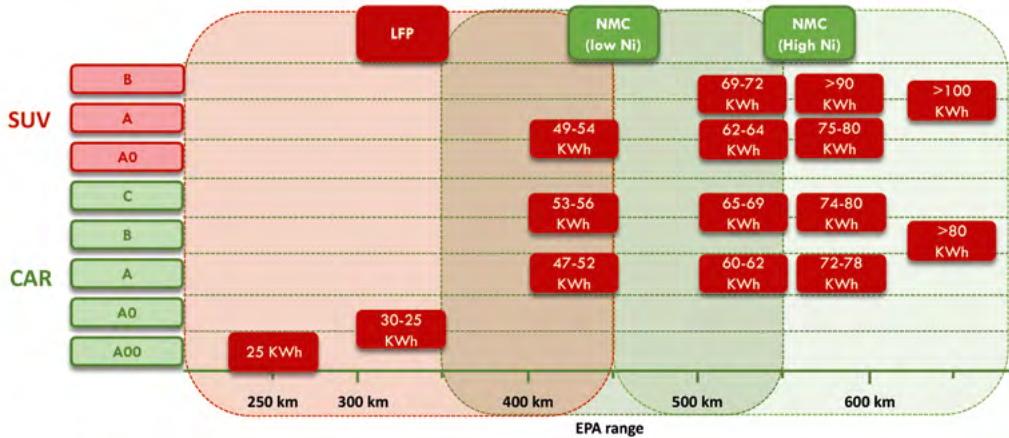 LFP
NMC
(low Ni)
NMC
(High Ni)
SUV
B
A
A0
CAR
C
B
A
A0
A00
69-72
KWh
>90
KWh
>100
KWh
49-54
KWh
62-64
KWh
75-80
KWh
53-56
KWh
65-69
KWh
74-80
KWh
>80
KWh
47-52
KWh
60-62
KWh
72-78
KWh
30-25
KWh
25 KWh
250 km
300 km
400 km
500 km
600 km
EPA range